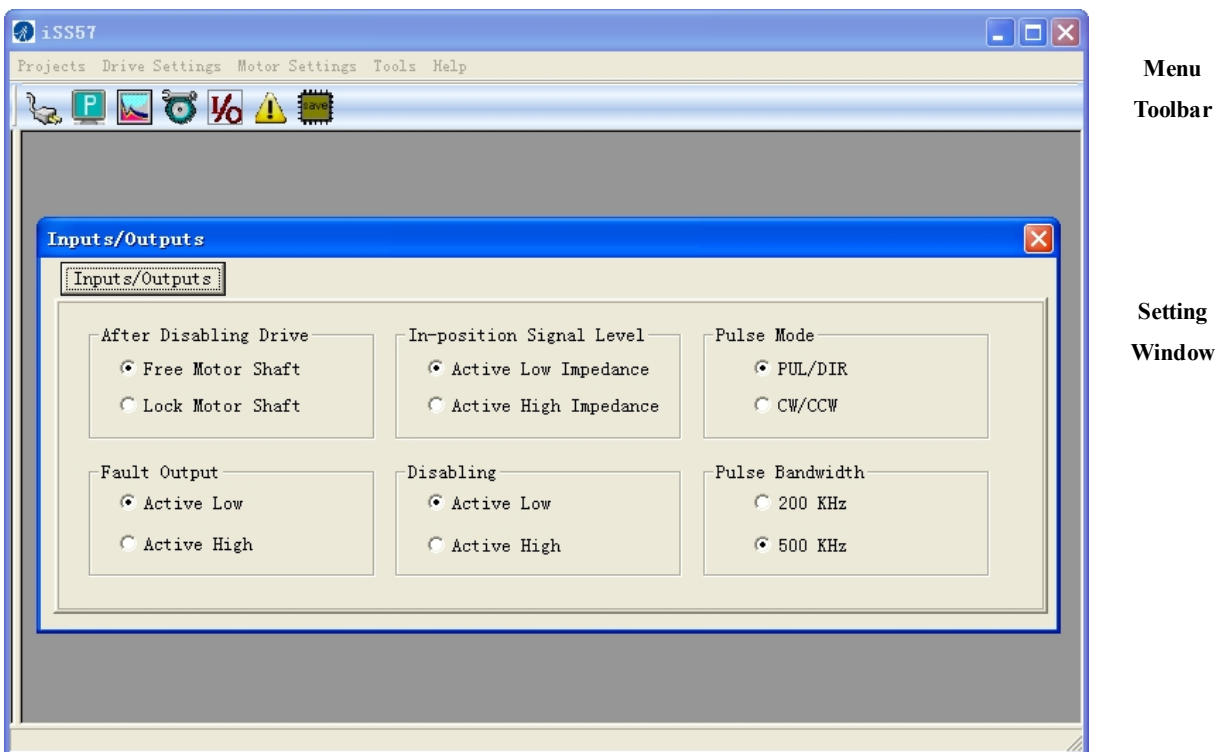 iSS57
Projects Drive Settings Motor Settings Tools Help
Menu
P I/O ! save
Toolbar
Inputs/Outputs
Inputs/Outputs
Setting
Window
After Disabling Drive In-position Signal Level Pulse Mode
Free Motor Shaft Active Low Impedance PUL/DIR
Lock Motor Shaft Active High Impedance CW/CCW
Fault Output Disabling Pulse Bandwidth
Active Low Active Low 200 KHz
Active High Active High 500 KHz